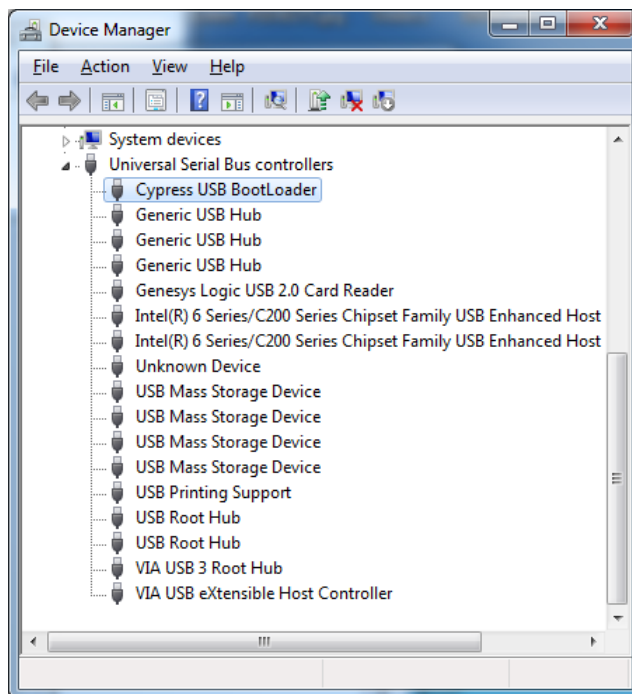 Device Manager
File Action View Help
System devices
Universal Serial Bus controllers
Cypress USB BootLoader
Generic USB Hub
Generic USB Hub
Generic USB Hub
Genesys Logic USB 2.0 Card Reader
Intel(R) 6 Series/C200 Series Chipset Family USB Enhanced Host
Intel(R) 6 Series/C200 Series Chipset Family USB Enhanced Host
Unknown Device
USB Mass Storage Device
USB Mass Storage Device
USB Mass Storage Device
USB Mass Storage Device
USB Printing Support
USB Root Hub
USB Root Hub
VIA USB 3 Root Hub
VIA USB eXtensible Host Controller